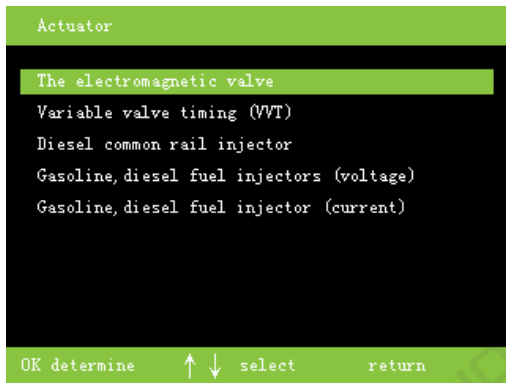 Actuator
The electromagnetic valve
Variable valve timing (VVT)
Diesel common rail injector
Gasoline,diesel fuel injectors (voltage)
Gasoline,diesel fuel injector (current)
OK determine ↑ ↓ select return